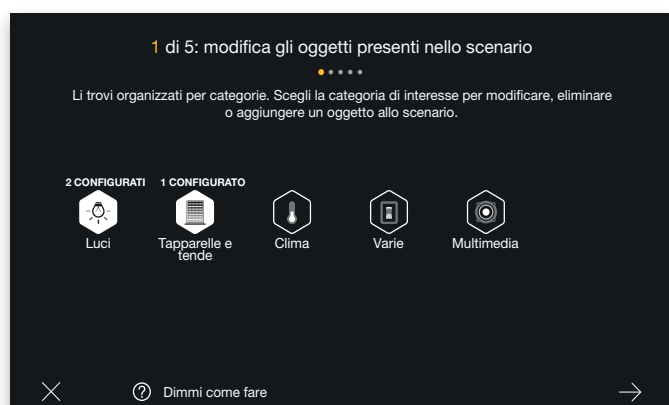 1 di 5: modifica gli oggetti presenti nello scenario
Li trovi organizzati per categorie. Scegli la categoria di interesse per modificare, eliminare
o aggiungere un oggetto allo scenario.
2 CONFIGURATI 1 CONFIGURATO
Luci Tapparelle e Clima Varie Multimedia
tende
? Dimmi come fare